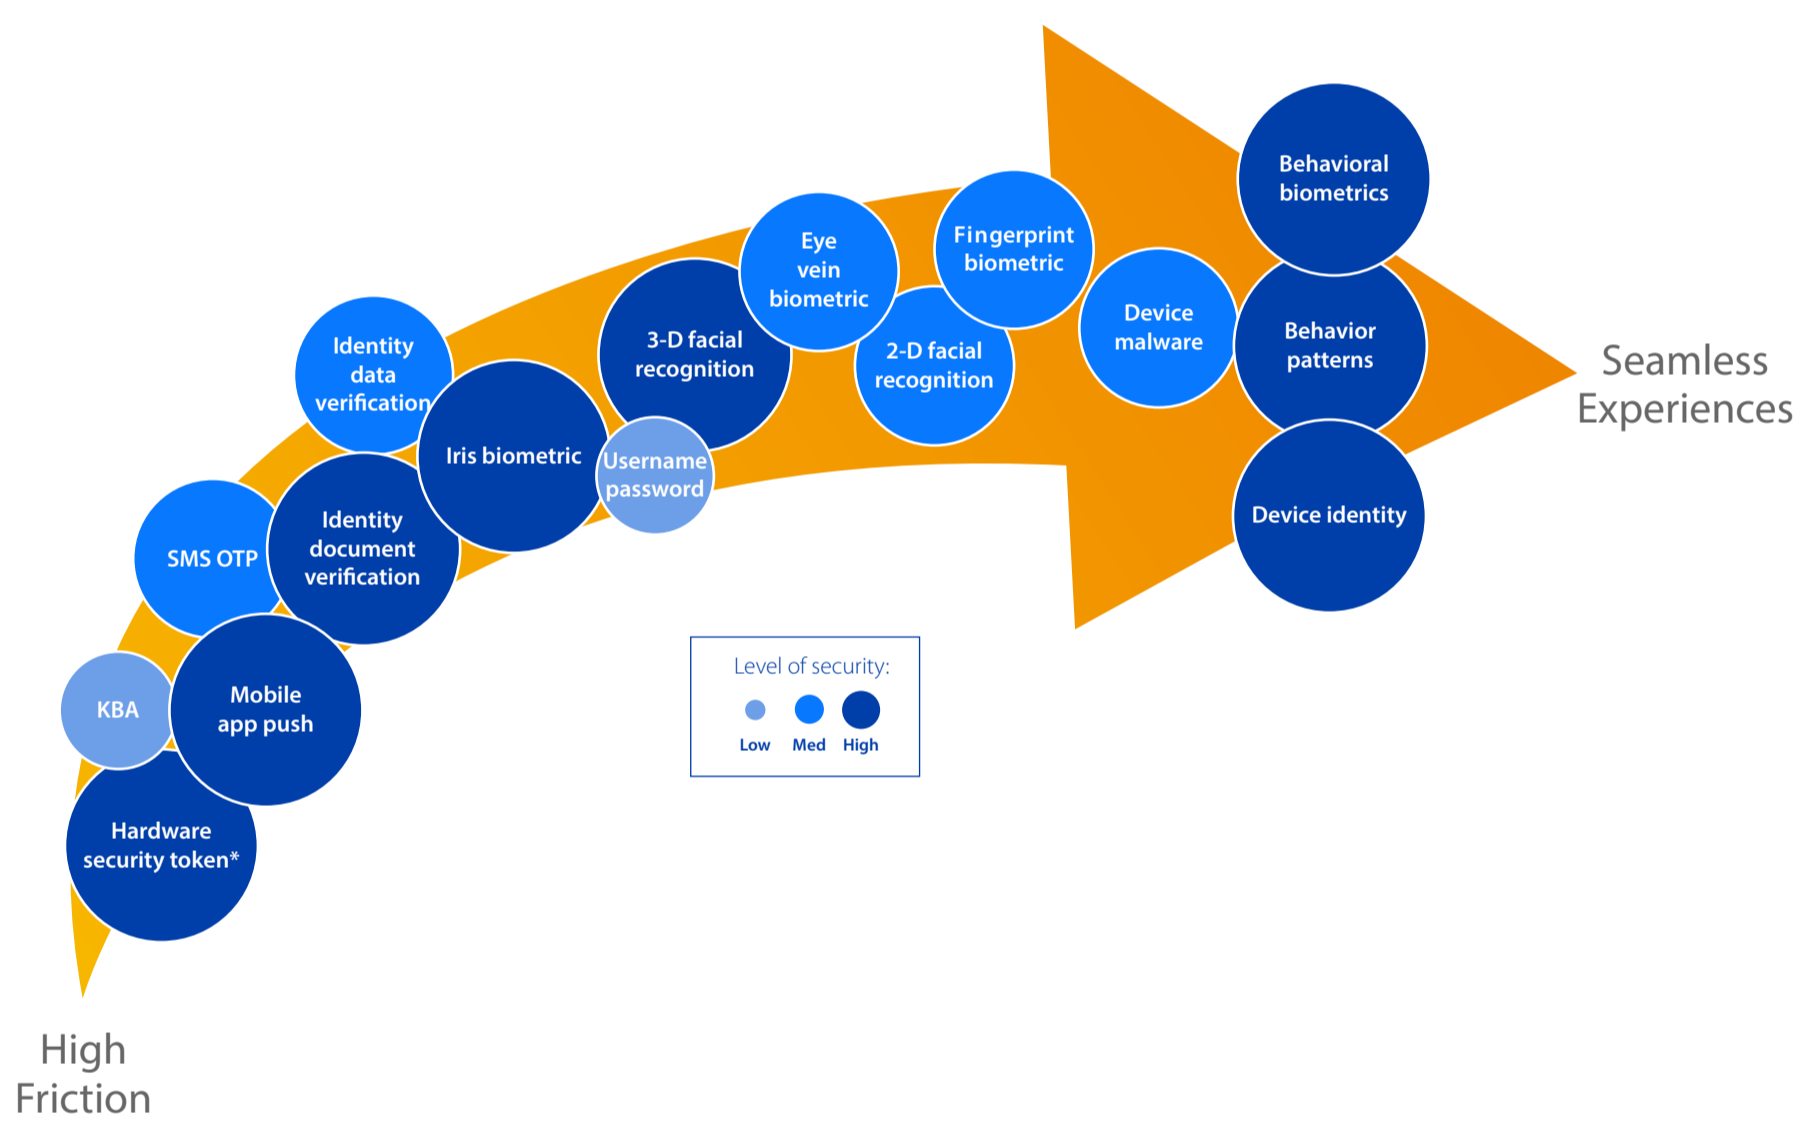 Behavioral
biometrics
Fingerprint
biometric
Eye
vein
biometric
Device
malware
Behavior
patterns
3-D facial
recognition
2-D facial
recognition
Identity
data
verification
Seamless
Experiences
Iris biometric
Username
password
Device identity
Identity
document
verification
SMS OTP
KBA
Mobile
app push
Level of security:
Low
Med
High
Hardware
security token*
High
Friction